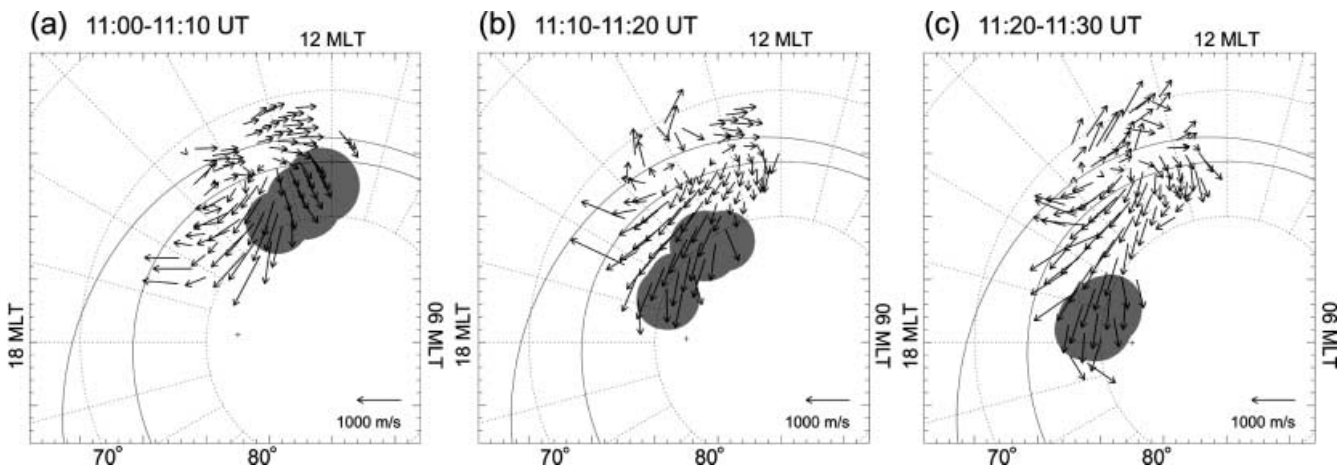 (a) 11:00-11:10 UT
12 MLT
18 MLT
06 MLT
1000 m/s
70° 80°
(b) 11:10-11:20 UT
12 MLT
18 MLT
06 MLT
1000 m/s
70° 80°
(c) 11:20-11:30 UT
12 MLT
18 MLT
06 MLT
1000 m/s
70° 80°